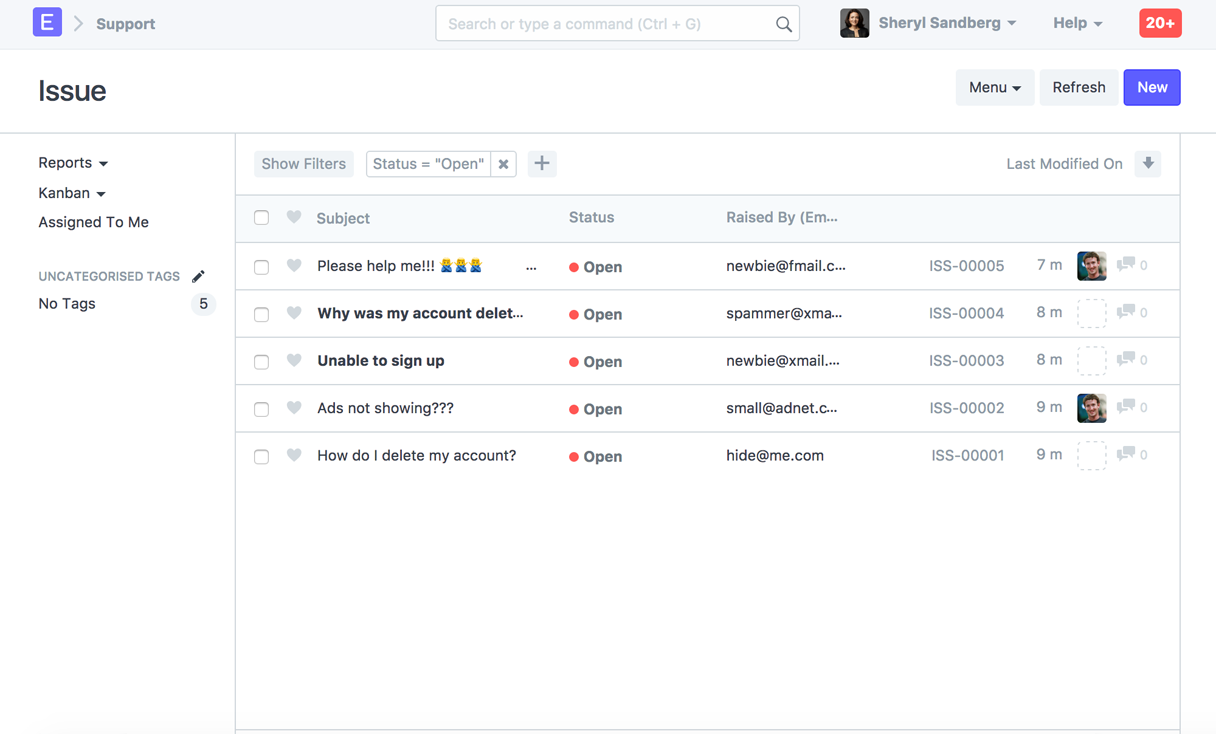 E Support Search or type a command (Ctrl + G) Sheryl Sandberg Help 20+
Issue Menu Refresh New
Reports
Kanban
Assigned To Me
UNCATEGORISED TAGS
No Tags 5
Show Filters Status = "Open" Last Modified On
Subject Status Raised By (Em...
Please help me!!! 🤷‍♂️🤷‍♂️🤷‍♂️ ... Open newbie@fmail.c... ISS-00005 7 m 0
Why was my account delet... Open spammer@xma... ISS-00004 8 m 0
Unable to sign up Open newbie@xmail.... ISS-00003 8 m 0
Ads not showing??? Open small@adnet.c... ISS-00002 9 m 0
How do I delete my account? Open hide@me.com ISS-00001 9 m 0